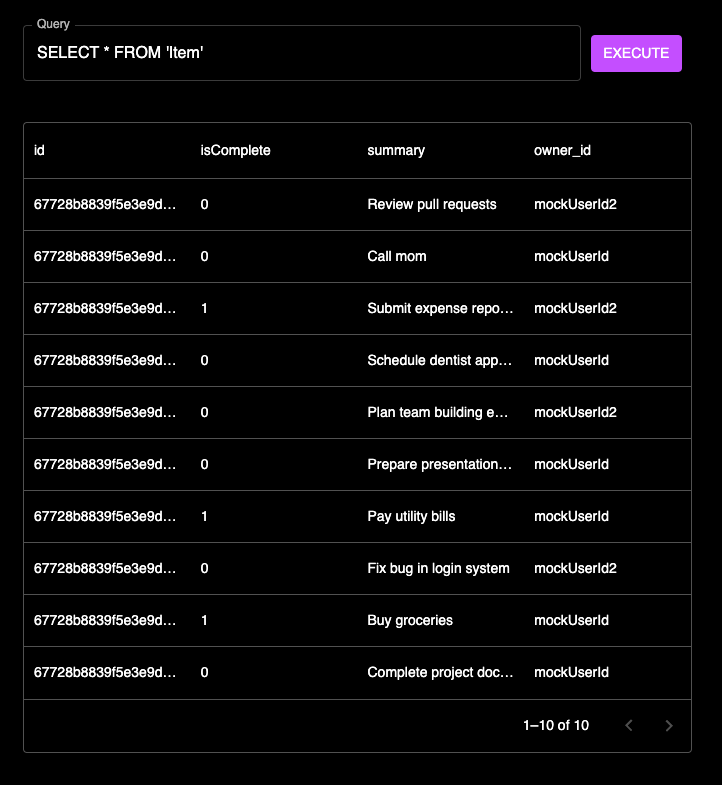 Query
SELECT * FROM 'Item'
EXECUTE
id isComplete summary owner_id
67728b8839f5e3e9d... 0 Review pull requests mockUserId2
67728b8839f5e3e9d... 0 Call mom mockUserId
67728b8839f5e3e9d... 1 Submit expense repo... mockUserId2
67728b8839f5e3e9d... 0 Schedule dentist app... mockUserId
67728b8839f5e3e9d... 0 Plan team building e... mockUserId2
67728b8839f5e3e9d... 0 Prepare presentation... mockUserId
67728b8839f5e3e9d... 1 Pay utility bills mockUserId
67728b8839f5e3e9d... 0 Fix bug in login system mockUserId2
67728b8839f5e3e9d... 1 Buy groceries mockUserId
67728b8839f5e3e9d... 0 Complete project doc... mockUserId
1–10 of 10